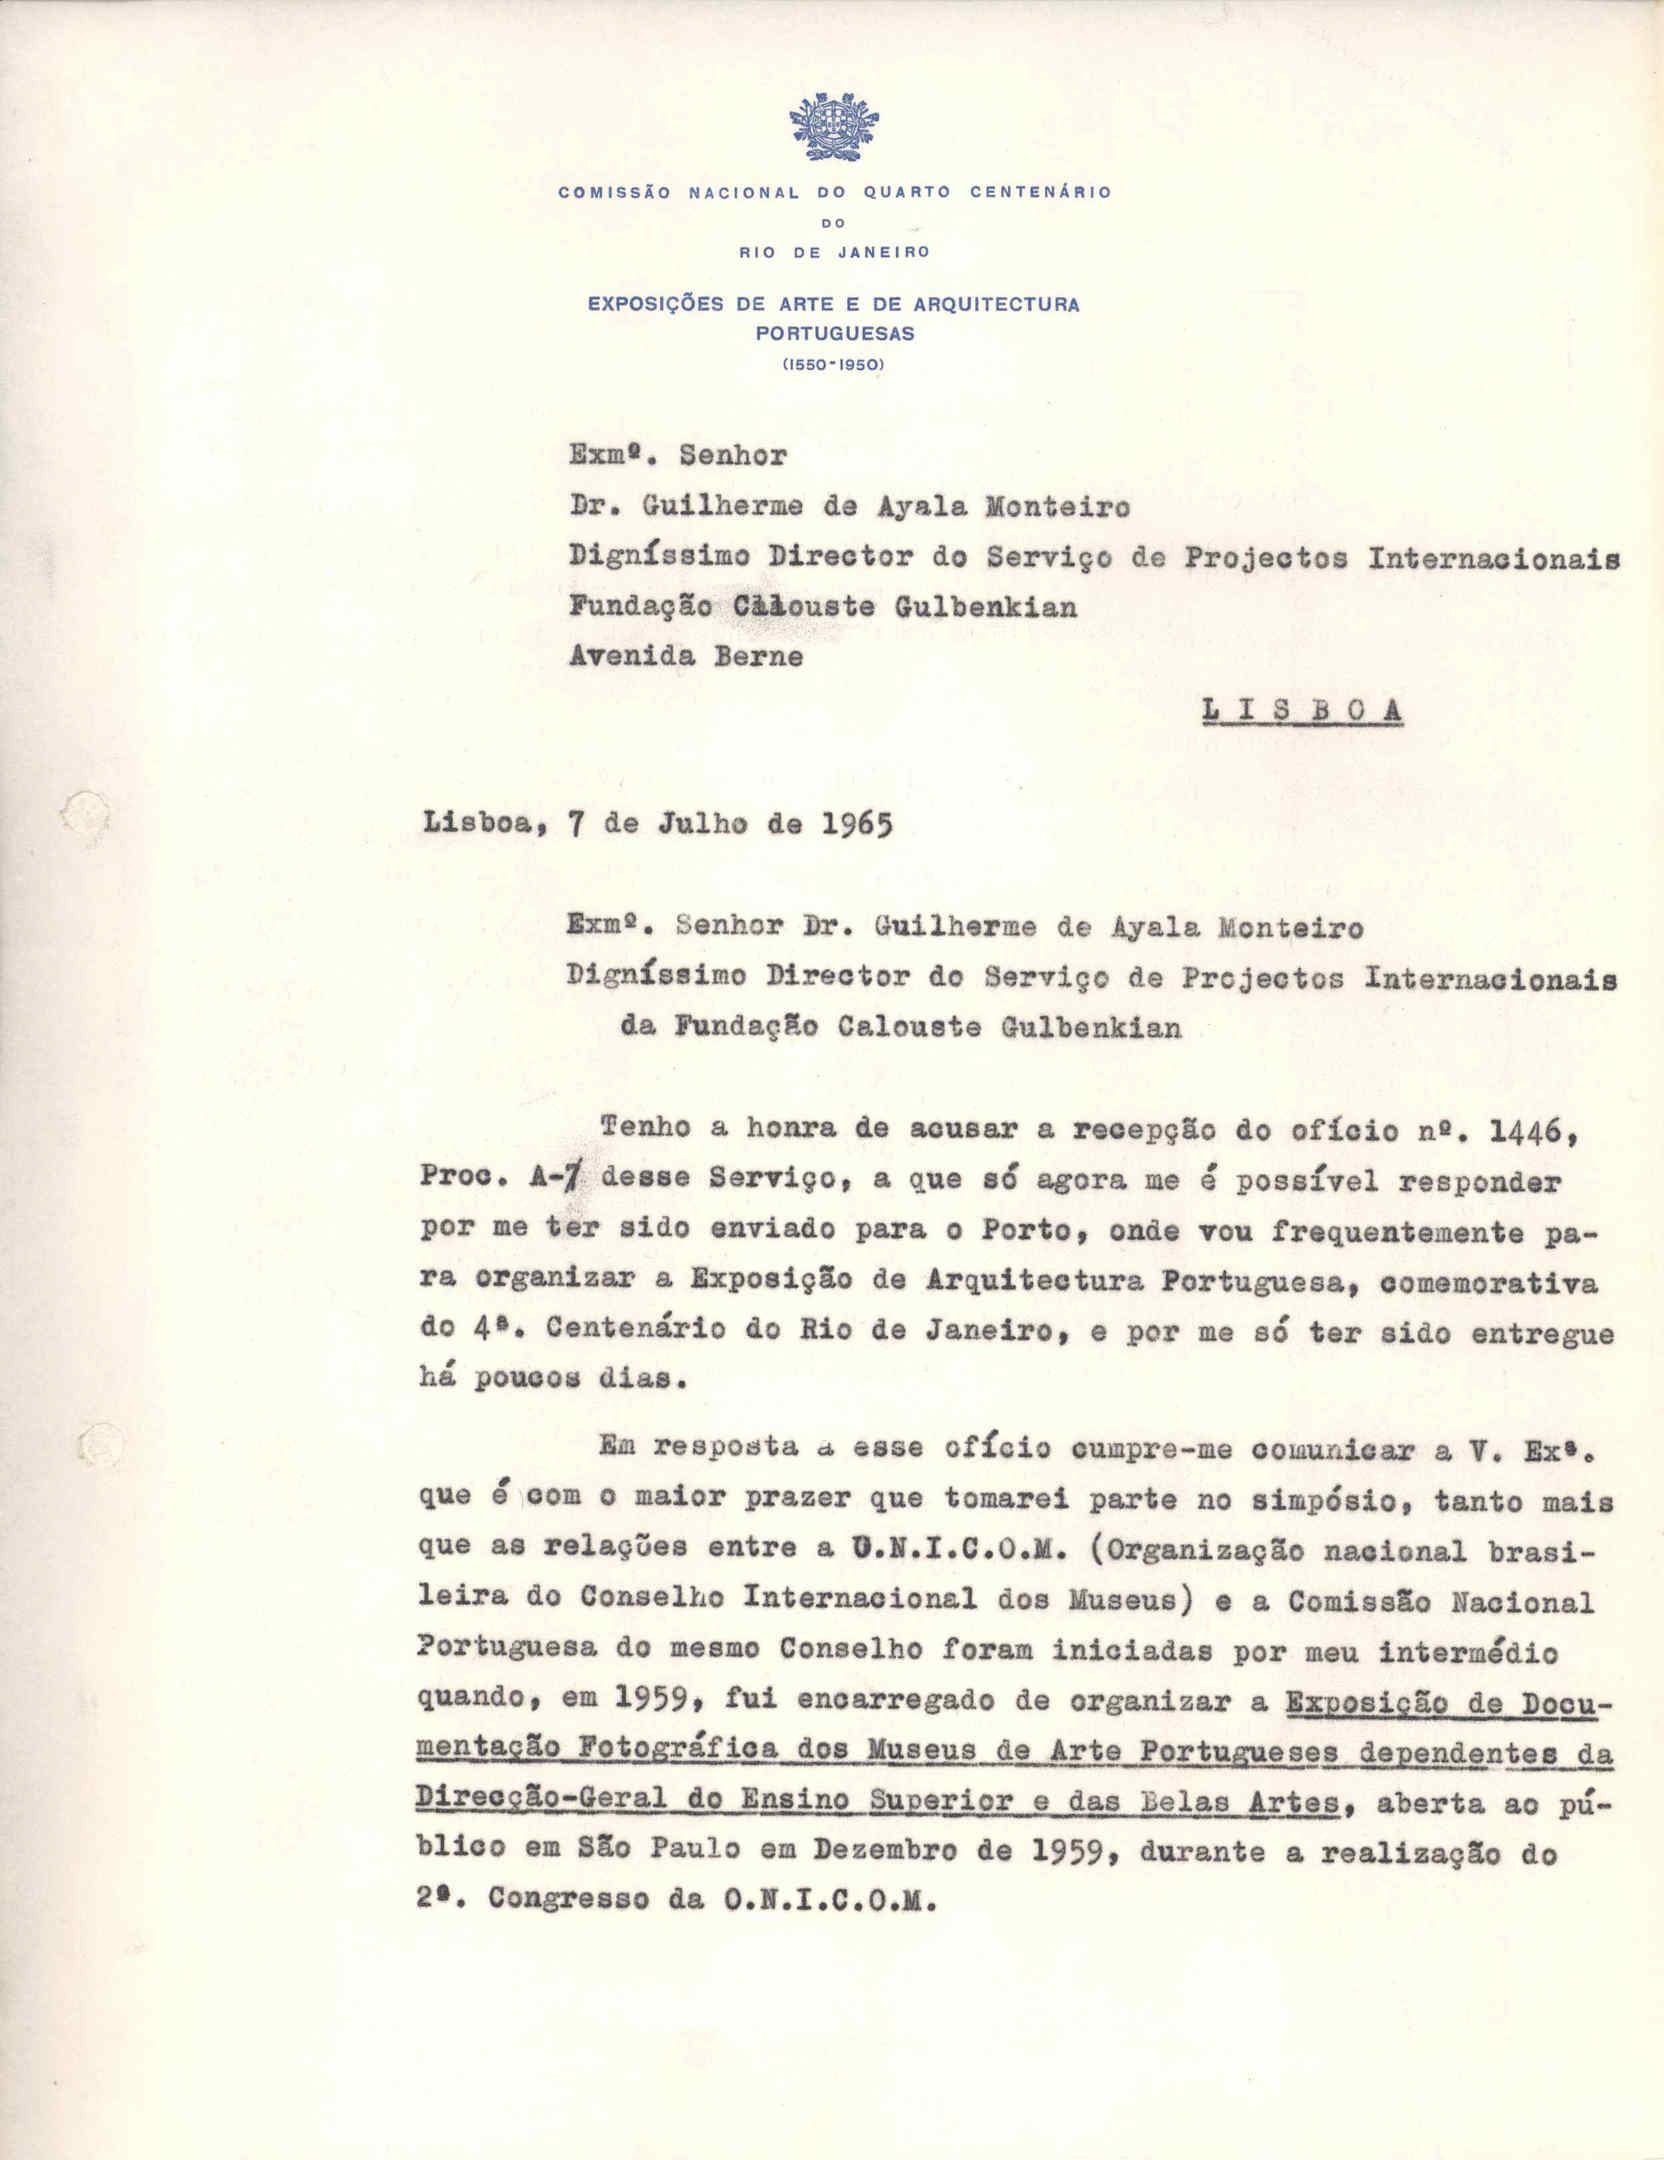 COMISSÃO NACIONAL DO QUARTO CENTENÁRIO
DO
RIO DE JANEIRO
EXPOSIÇÕES DE ARTE E DE ARQUITECTURA
PORTUGUESAS
(1550-1950)
Exmº. Senhor
Dr. Guilherme de Ayala Monteiro
Digníssimo Director do Serviço de Projectos Internacionais
Fundação Calouste Gulbenkian
Avenida Berne
L I S B O A
Lisboa, 7 de Julho de 1965
Exmº. Senhor Dr. Guilherme de Ayala Monteiro
Digníssimo Director do Serviço de Projectos Internacionais
da Fundação Calouste Gulbenkian
Tenho a honra de acusar a recepção do ofício nº. 1446,
Proc. A-7 desse Serviço, a que só agora me é possível responder
por me ter sido enviado para o Porto, onde vou frequentemente pa-
ra organizar a Exposição de Arquitectura Portuguesa, comemorativa
do 4º. Centenário do Rio de Janeiro, e por me só ter sido entregue
há poucos dias.
Em resposta a esse ofício cumpre-me comunicar a V. Exª.
que é com o maior prazer que tomarei parte no simpósio, tanto mais
que as relações entre a O.N.I.C.O.M. (Organização nacional brasi-
leira do Conselho Internacional dos Museus) e a Comissão Nacional
Portuguesa do mesmo Conselho foram iniciadas por meu intermédio
quando, em 1959, fui encarregado de organizar a Exposição de Docu-
mentação Fotográfica dos Museus de Arte Portugueses dependentes da
Direcção-Geral do Ensino Superior e das Belas Artes, aberta ao pú-
blico em São Paulo em Dezembro de 1959, durante a realização do
2º. Congresso da O.N.I.C.O.M.